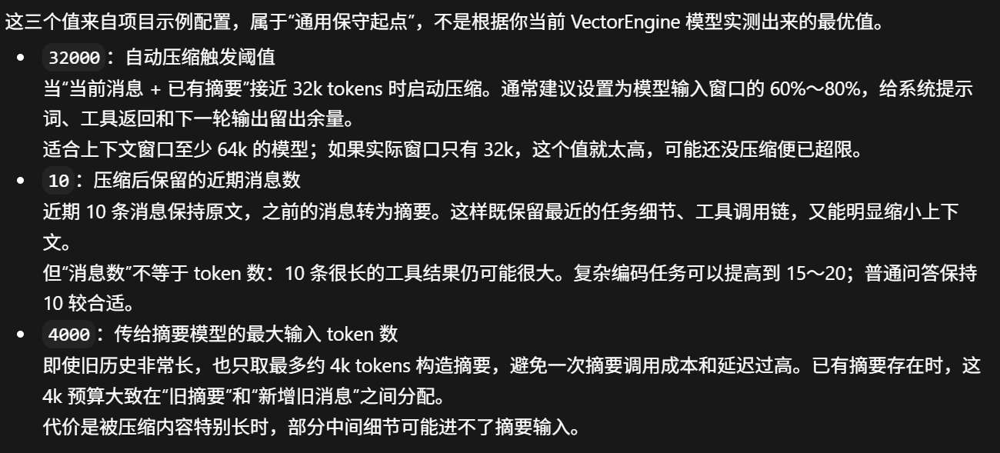 这三个值来自项目示例配置，属于“通用保守起点”，不是根据你当前 VectorEngine 模型实测出来的最优值。
• 32000：自动压缩触发阈值
当“当前消息 + 已有摘要”接近 32k tokens 时启动压缩。通常建议设置为模型输入窗口的 60%～80%，给系统提示
词、工具返回和下一轮输出留出余量。
适合上下文窗口至少 64k 的模型；如果实际窗口只有 32k，这个值就太高，可能还没压缩便已超限。
• 10：压缩后保留的近期消息数
近期 10 条消息保持原文，之前的消息转为摘要。这样既保留最近的任务细节、工具调用链，又能明显缩小上下
文。
但“消息数”不等于 token 数：10 条很长的工具结果仍可能很大。复杂编码任务可以提高到 15～20；普通问答保持
10 较合适。
• 4000：传给摘要模型的最大输入 token 数
即使旧历史非常长，也只取最多约 4k tokens 构造摘要，避免一次摘要调用成本和延迟过高。已有摘要存在时，这
4k 预算大致在“旧摘要”和“新增旧消息”之间分配。
代价是被压缩内容特别长时，部分中间细节可能进不了摘要输入。